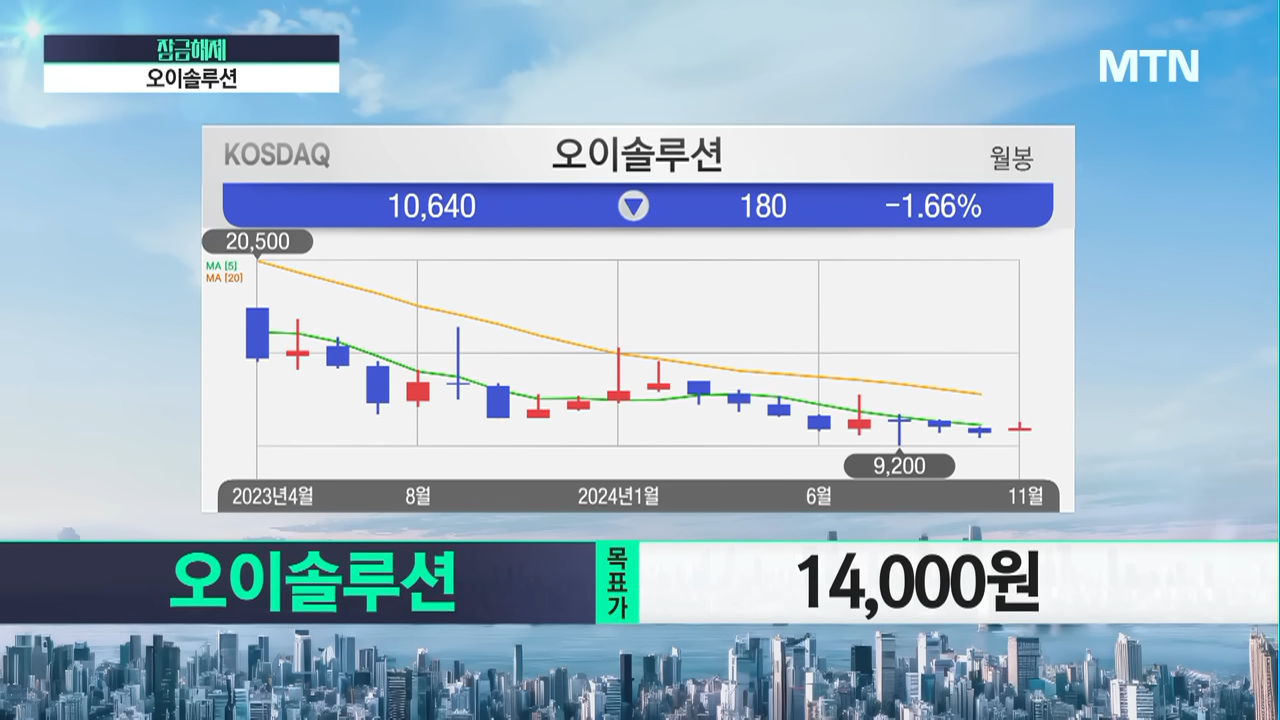 잠금해제
오이솔루션
MTN
KOSDAQ
오이솔루션
월봉
10,640 ▼ 180 -1.66%
20,500
MA [5]
MA [20]
9,200
2023년4월 8월 2024년1월 6월 11월
오이솔루션
목표가
14,000원